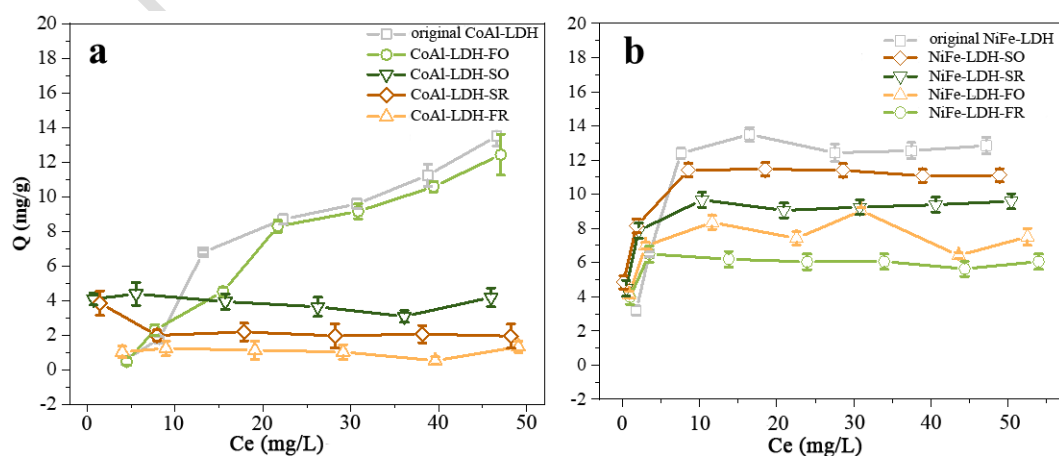 a
original CoAl-LDH
CoAl-LDH-FO
CoAl-LDH-SO
CoAl-LDH-SR
CoAl-LDH-FR
20
18
16
14
12
10
8
6
4
2
0
-2
Q (mg/g)
0
10
20
30
40
50
Ce (mg/L)
b
original NiFe-LDH
NiFe-LDH-SO
NiFe-LDH-SR
NiFe-LDH-FO
NiFe-LDH-FR
20
18
16
14
12
10
8
6
4
2
0
-2
0
10
20
30
40
50
Ce (mg/L)